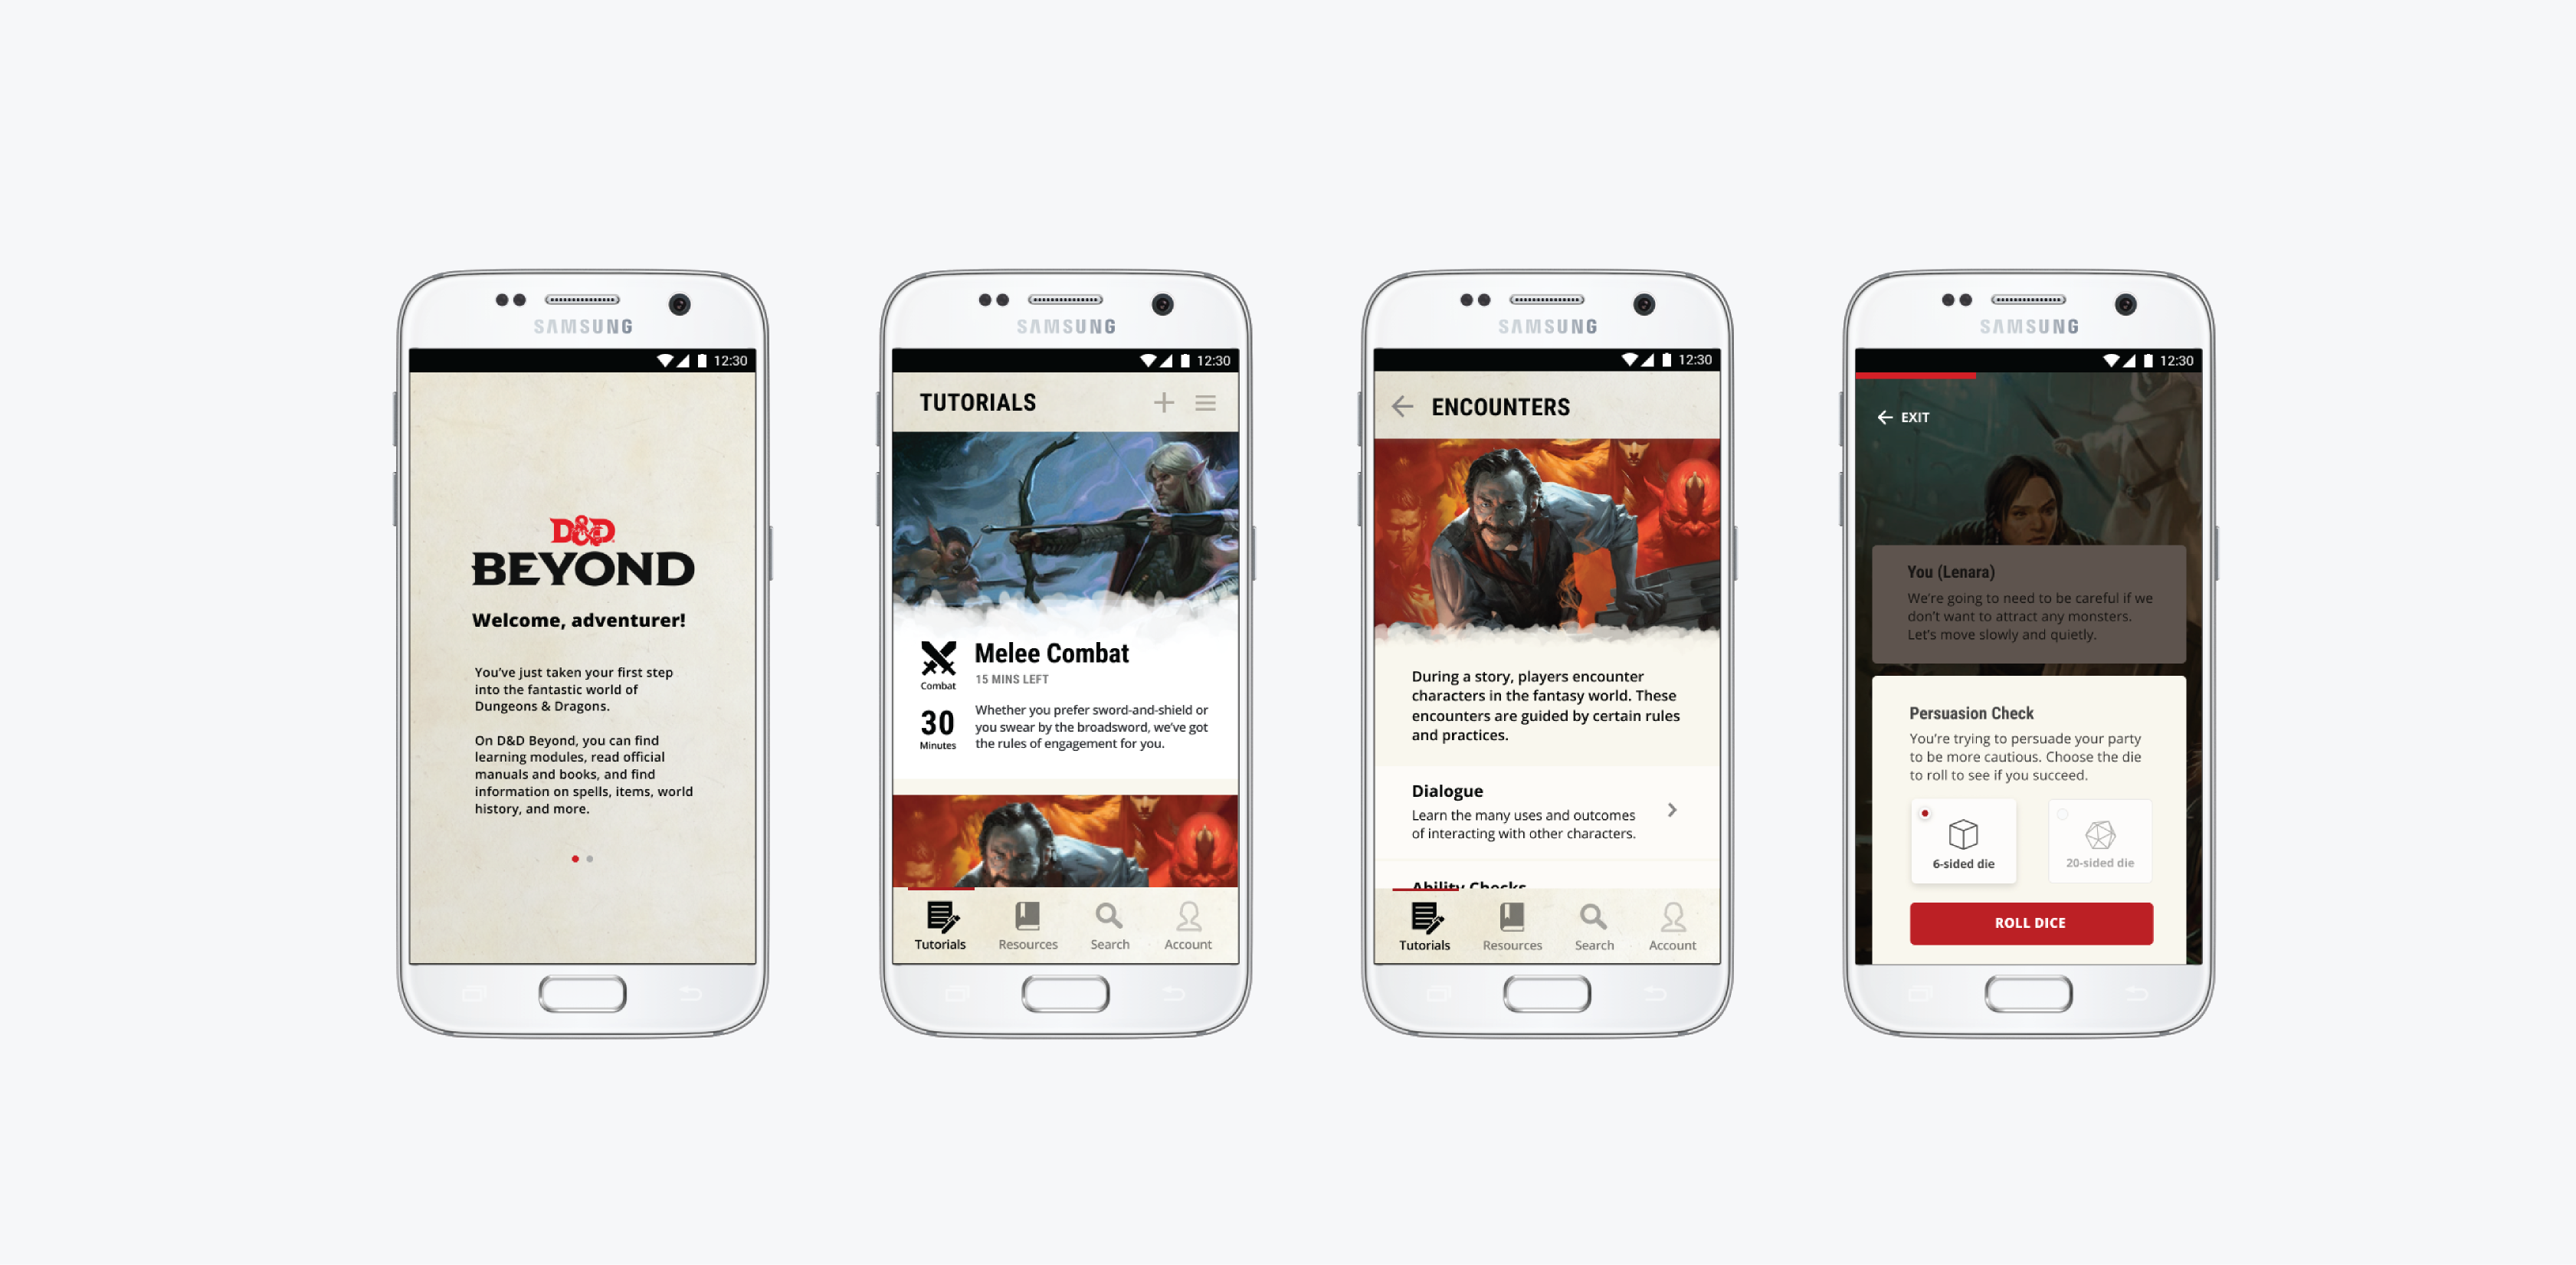 SAMSUNG
12:30
D&D
BEYOND
Welcome, adventurer!
You've just taken your first step
into the fantastic world of
Dungeons & Dragons.
On D&D Beyond, you can find
learning modules, read official
manuals and books, and find
information on spells, items, world
history, and more.
SAMSUNG
12:30
TUTORIALS
Melee Combat
Combat
15 MINS LEFT
30
Minutes
Whether you prefer sword-and-shield or
you swear by the broadsword, we've got
the rules of engagement for you.
Tutorials
Resources
Search
Account
SAMSUNG
12:30
ENCOUNTERS
During a story, players encounter
characters in the fantasy world. These
encounters are guided by certain rules
and practices.
Dialogue
Learn the many uses and outcomes
of interacting with other characters.
Ability Checks
Tutorials
Resources
Search
Account
SAMSUNG
12:30
EXIT
You (Lenara)
We're going to need to be careful if we
don't want to attract any monsters.
Let's move slowly and quietly.
Persuasion Check
You're trying to persuade your party
to be more cautious. Choose the die
to roll to see if you succeed.
6-sided die
20-sided die
ROLL DICE